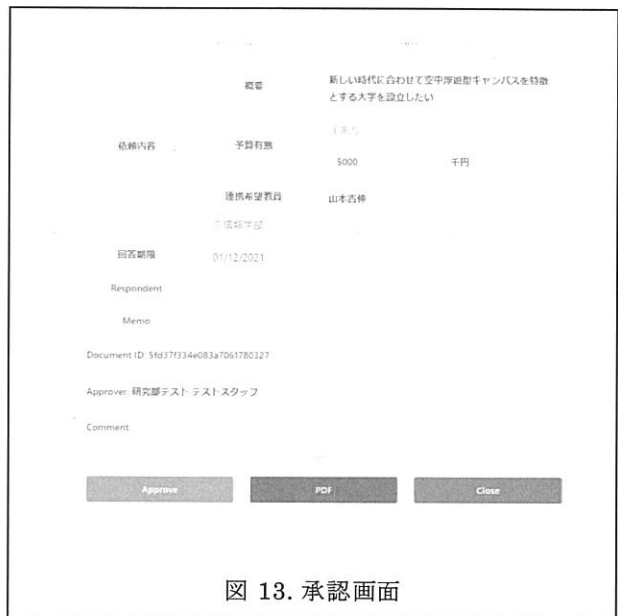 概要
新しい時代に合わせて空中浮遊型キャンパスを特徴
とする大学を設立したい
依頼内容
予算有無
5000 千円
連携希望教員 山本吉伸
回答期限 01/12/2021
Respondent
Memo
Document ID 5fd37f334e083a7061780327
Approver 研究部テスト テストスタッフ
Comment
Approve PDF Close
図 13. 承認画面